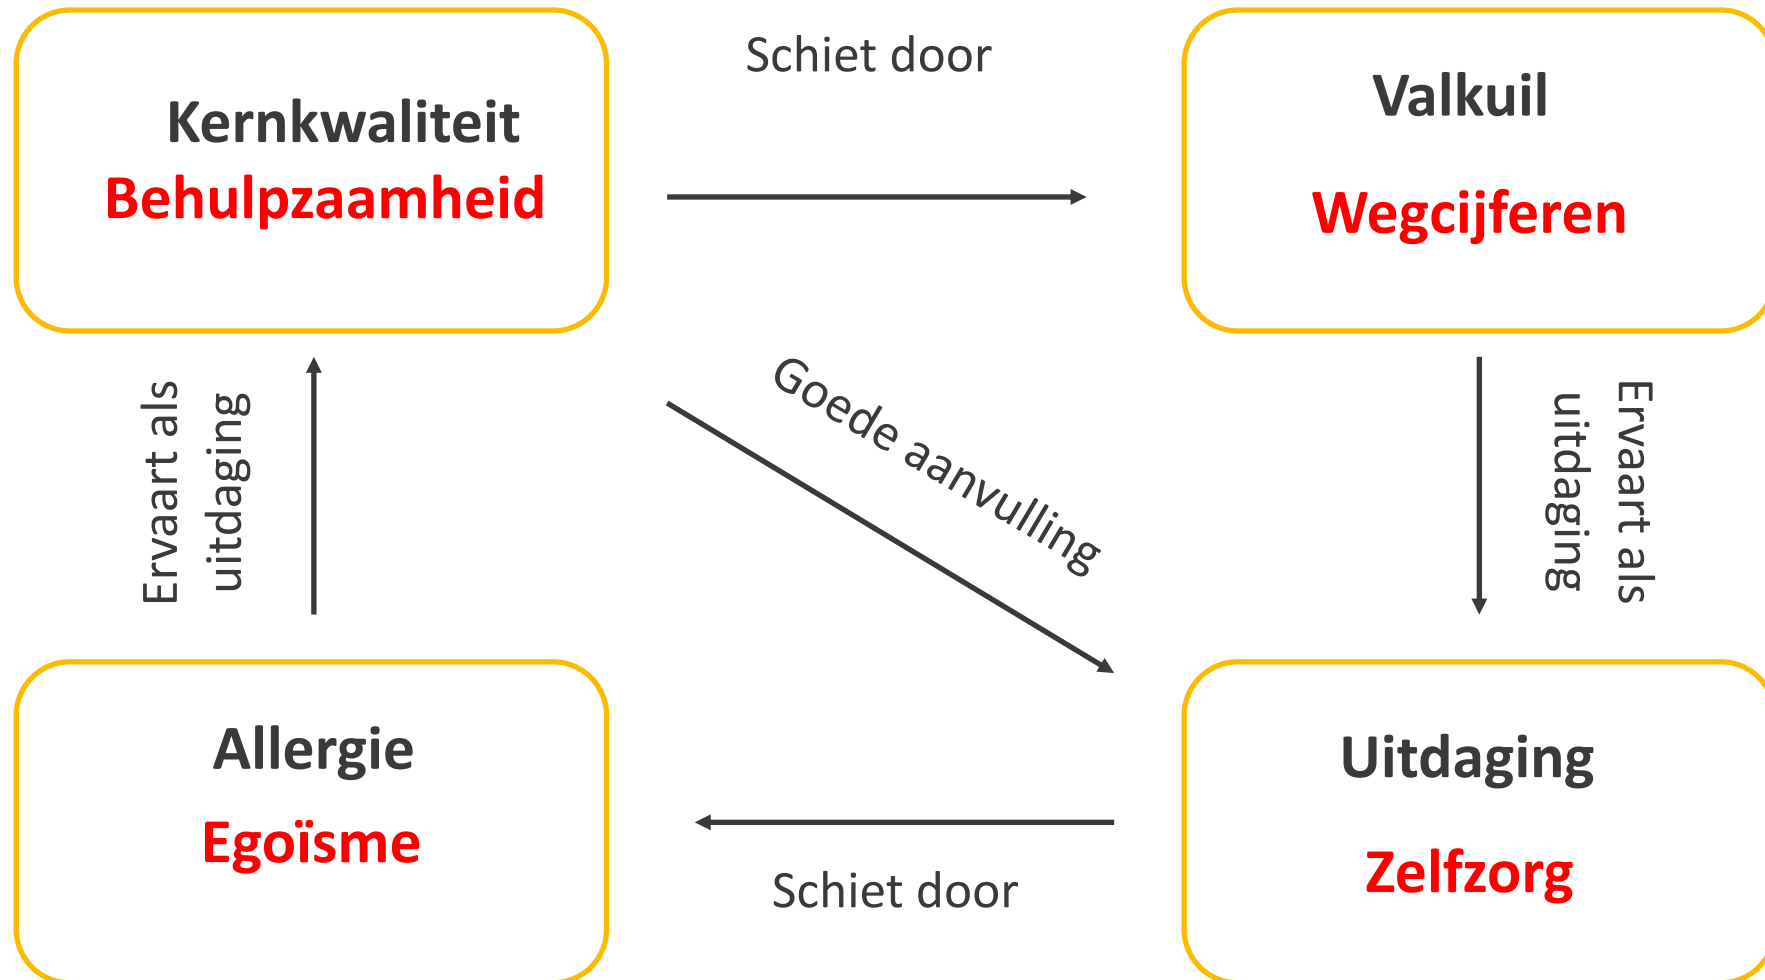 Kernkwaliteit
Behulpzaamheid
Schiet door
Valkuil
Wegcijferen
Ervaart als
uitdaging
Goede aanvulling
Ervaart als
uitdaging
Allergie
Egoïsme
Schiet door
Uitdaging
Zelfzorg